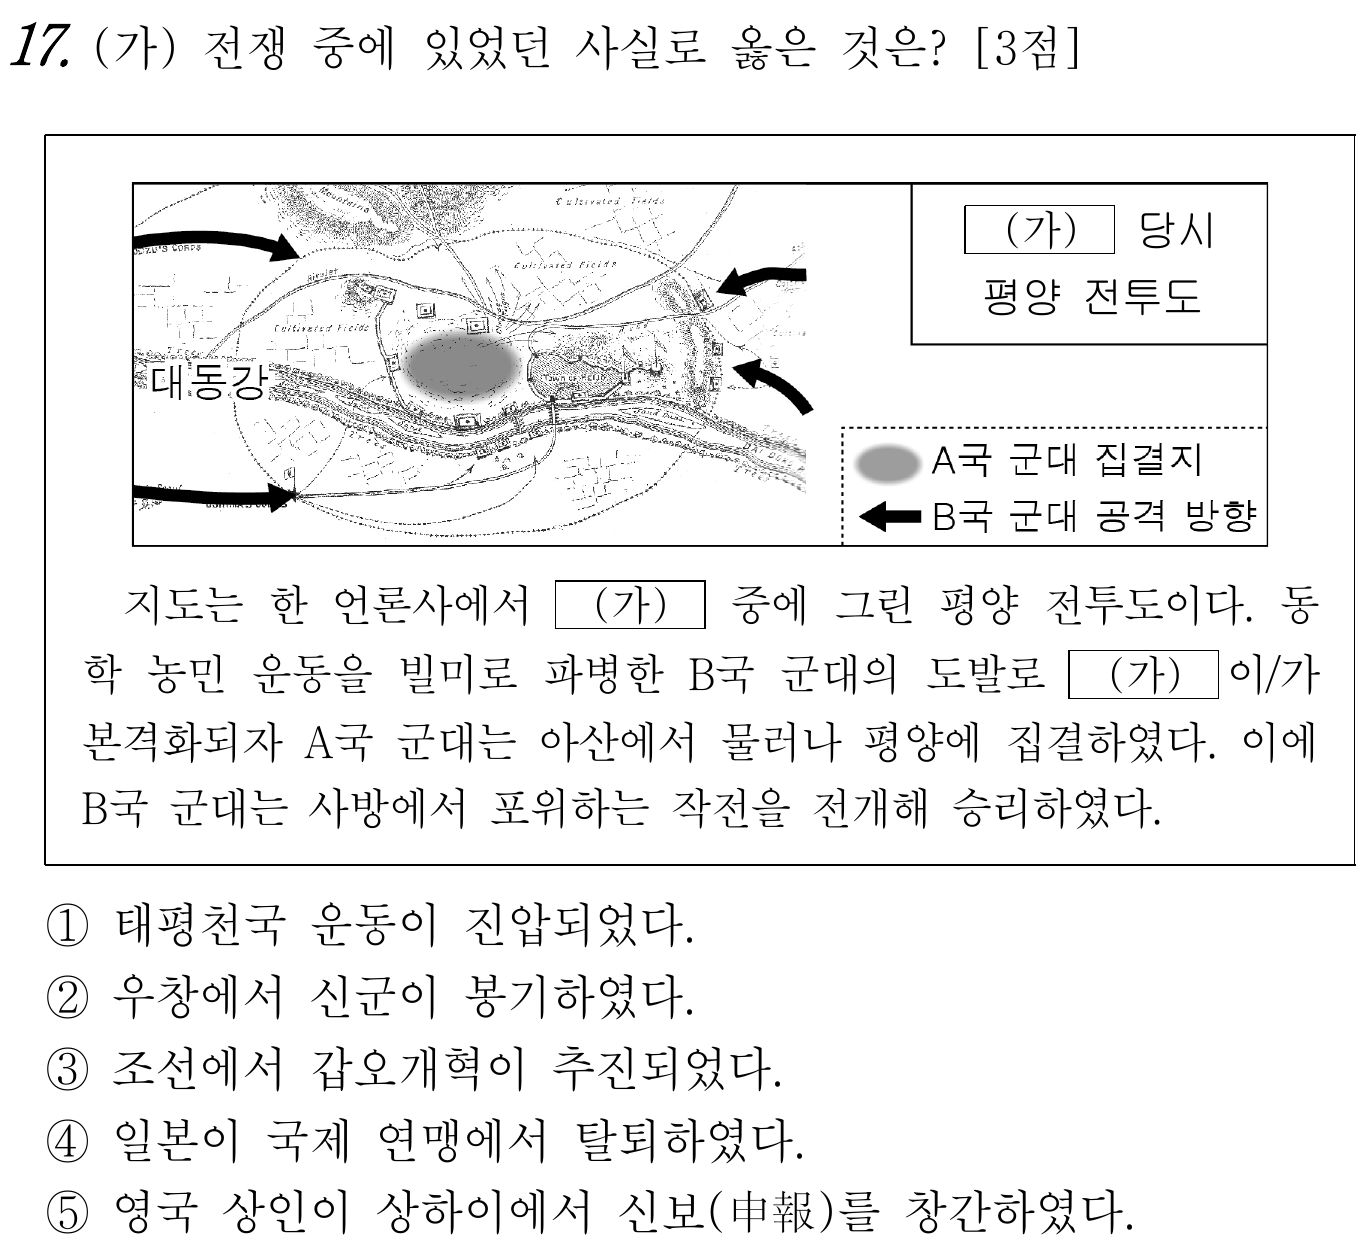 17. (가) 전쟁 중에 있었던 사실로 옳은 것은? [3점]
(가) 당시
평양 전투도
Mountains
Cultivated Fields
Cultivated Fields
Rivulet
Cultivated Fields
대동강
A국 군대 집결지
B국 군대 공격 방향
지도는 한 언론사에서 (가) 중에 그린 평양 전투도이다. 동
학 농민 운동을 빌미로 파병한 B국 군대의 도발로 (가) 이/가
본격화되자 A국 군대는 아산에서 물러나 평양에 집결하였다. 이에
B국 군대는 사방에서 포위하는 작전을 전개해 승리하였다.
① 태평천국 운동이 진압되었다.
② 우창에서 신군이 봉기하였다.
③ 조선에서 갑오개혁이 추진되었다.
④ 일본이 국제 연맹에서 탈퇴하였다.
⑤ 영국 상인이 상하이에서 신보(申報)를 창간하였다.